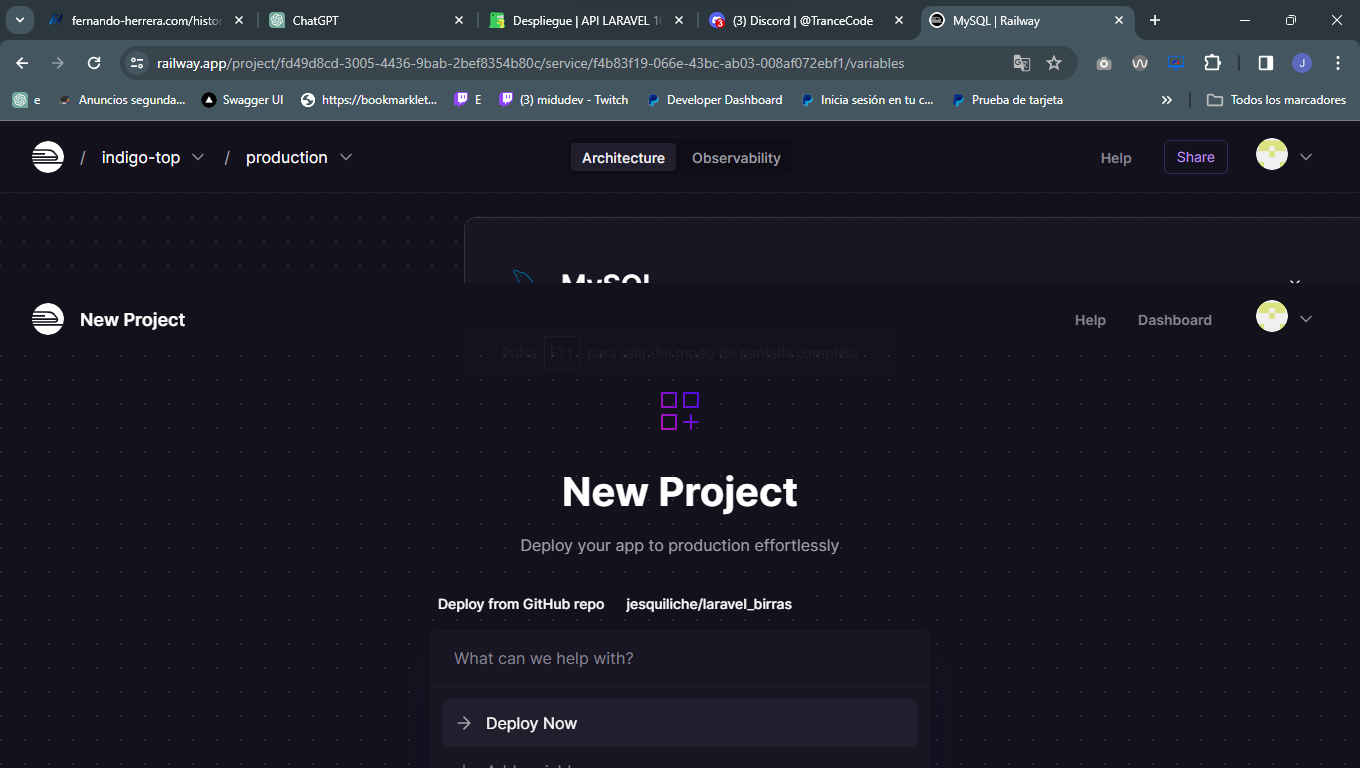 fernando-herrera.com/histor
ChatGPT
Despliegue | API LARAVEL 10
(3) Discord | @TranceCode
MySQL | Railway
railway.app/project/fd49d8cd-3005-4436-9bab-2bef8354b80c/service/f4b83f19-066e-43bc-ab03-008af072ebf1/variables
J
e
Anuncios segunda...
Swagger UI
https://bookmarklet...
E
(3) midudev - Twitch
Developer Dashboard
Inicia sesión en tu c...
Prueba de tarjeta
Todos los marcadores
/ indigo-top / production
Architecture
Observability
Help
Share
MySQL
New Project
Help
Dashboard
Pulsa F11 para salir del modo de pantalla completa
New Project
Deploy your app to production effortlessly
Deploy from GitHub repo jesquiliche/laravel_birras
What can we help with?
Deploy Now